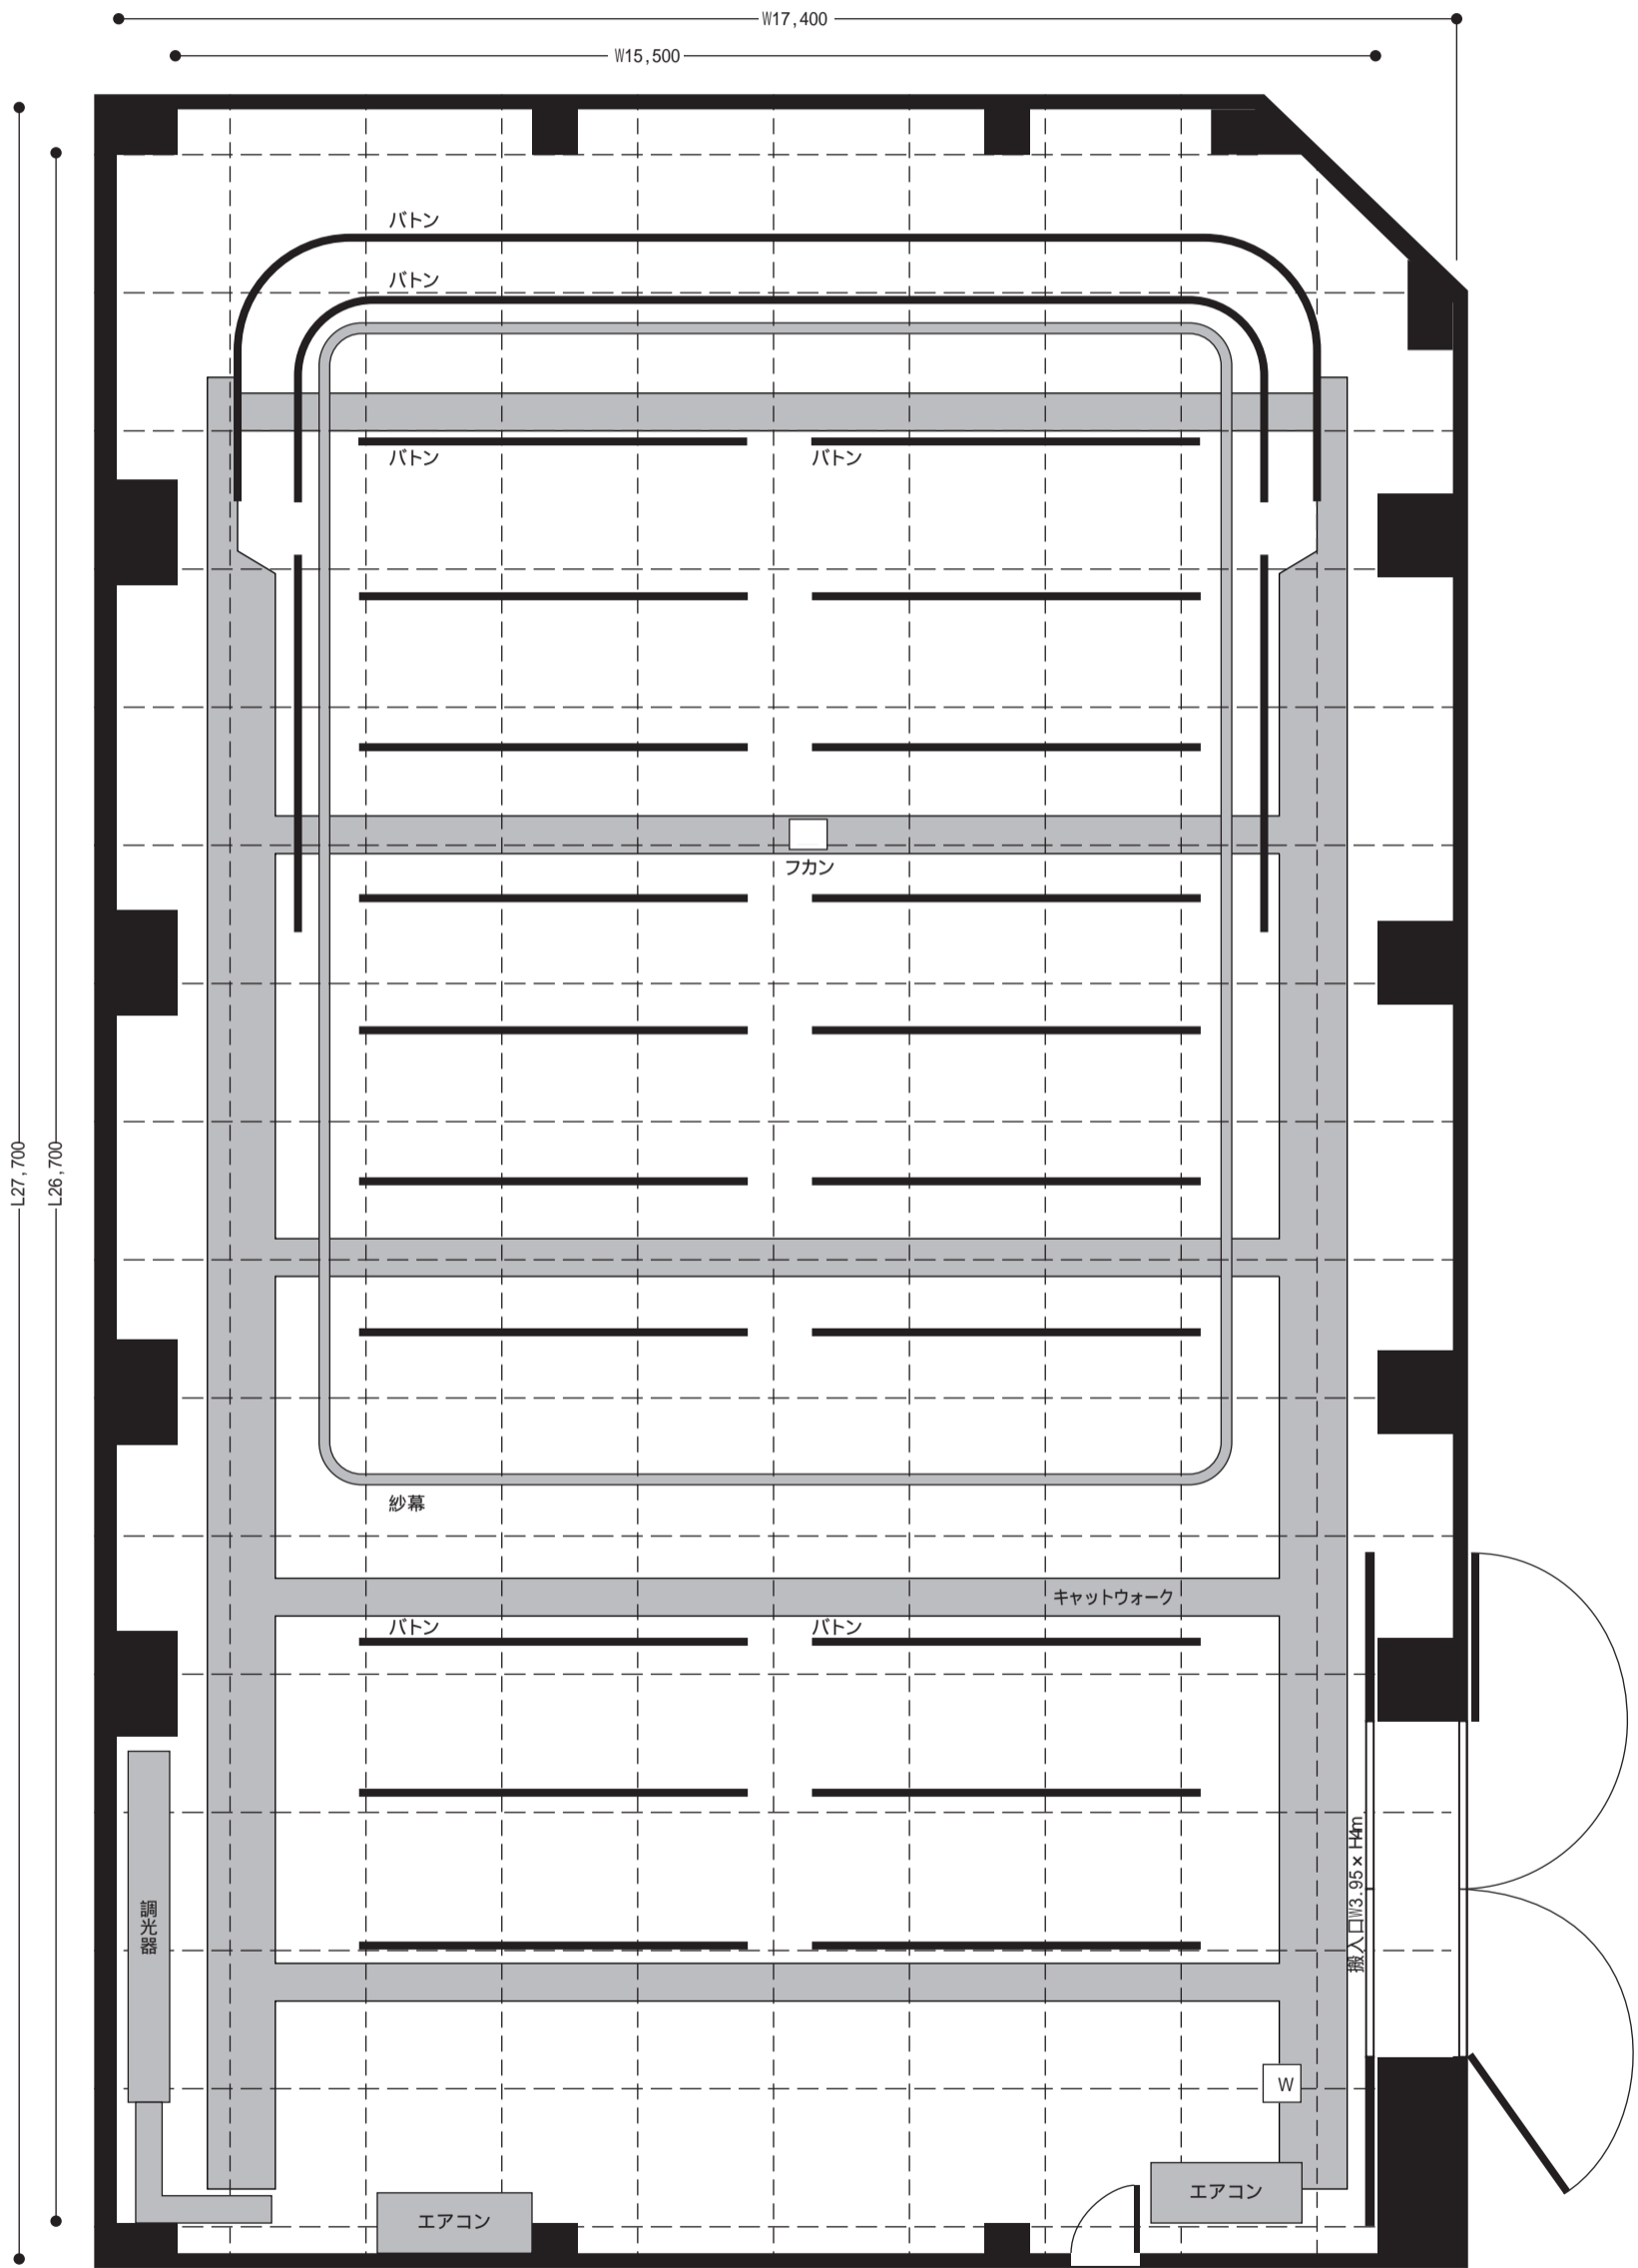 W17,400
W15,500
バトン
バトン
バトン
バトン
フカン
L27,700
L26,700
紗幕
キャットウォーク
バトン
バトン
搬入口W3.95×H4m
調光器
W
エアコン
エアコン